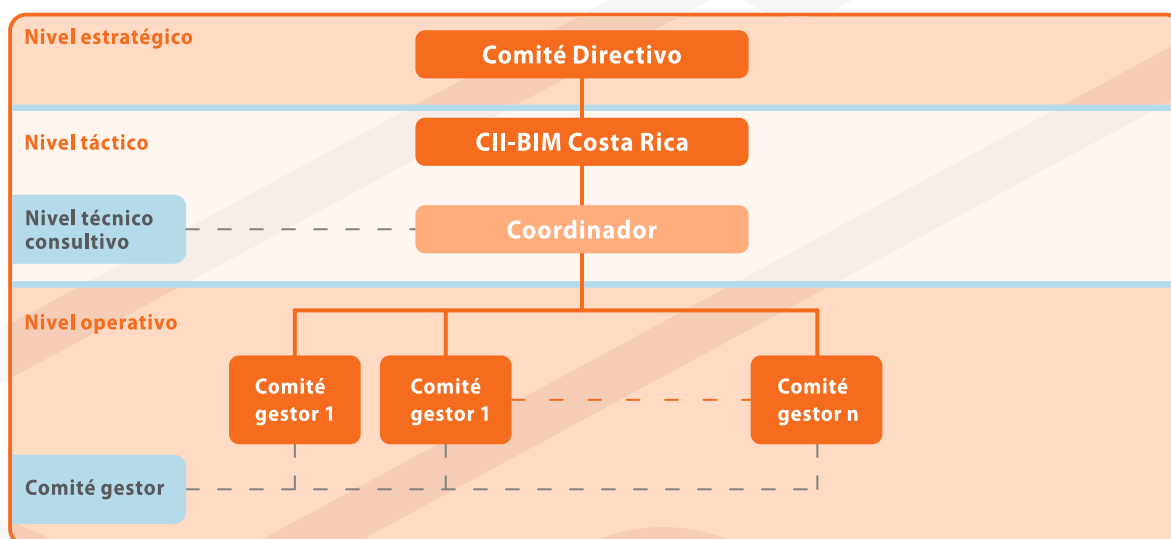 Nivel estratégico
Comité Directivo
Nivel táctico
CII-BIM Costa Rica
Nivel técnico
consultivo
Coordinador
Nivel operativo
Comité
gestor 1
Comité
gestor 1
Comité
gestor n
Comité gestor